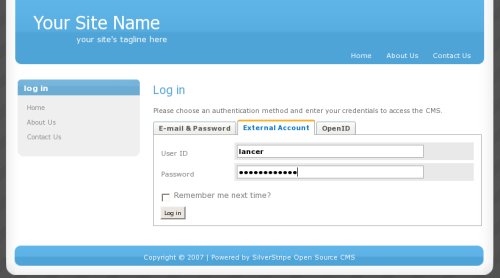 Your Site Name
your site's tagline here
Home About Us Contact Us
log in
Home
About Us
Contact Us
Log in
Please choose an authentication method and enter your credentials to access the CMS.
E-mail & Password External Account OpenID
User ID lancer
Password ••••••••••••
Remember me next time?
Log in
Copyright © 2007 | Powered by SilverStripe Open Source CMS